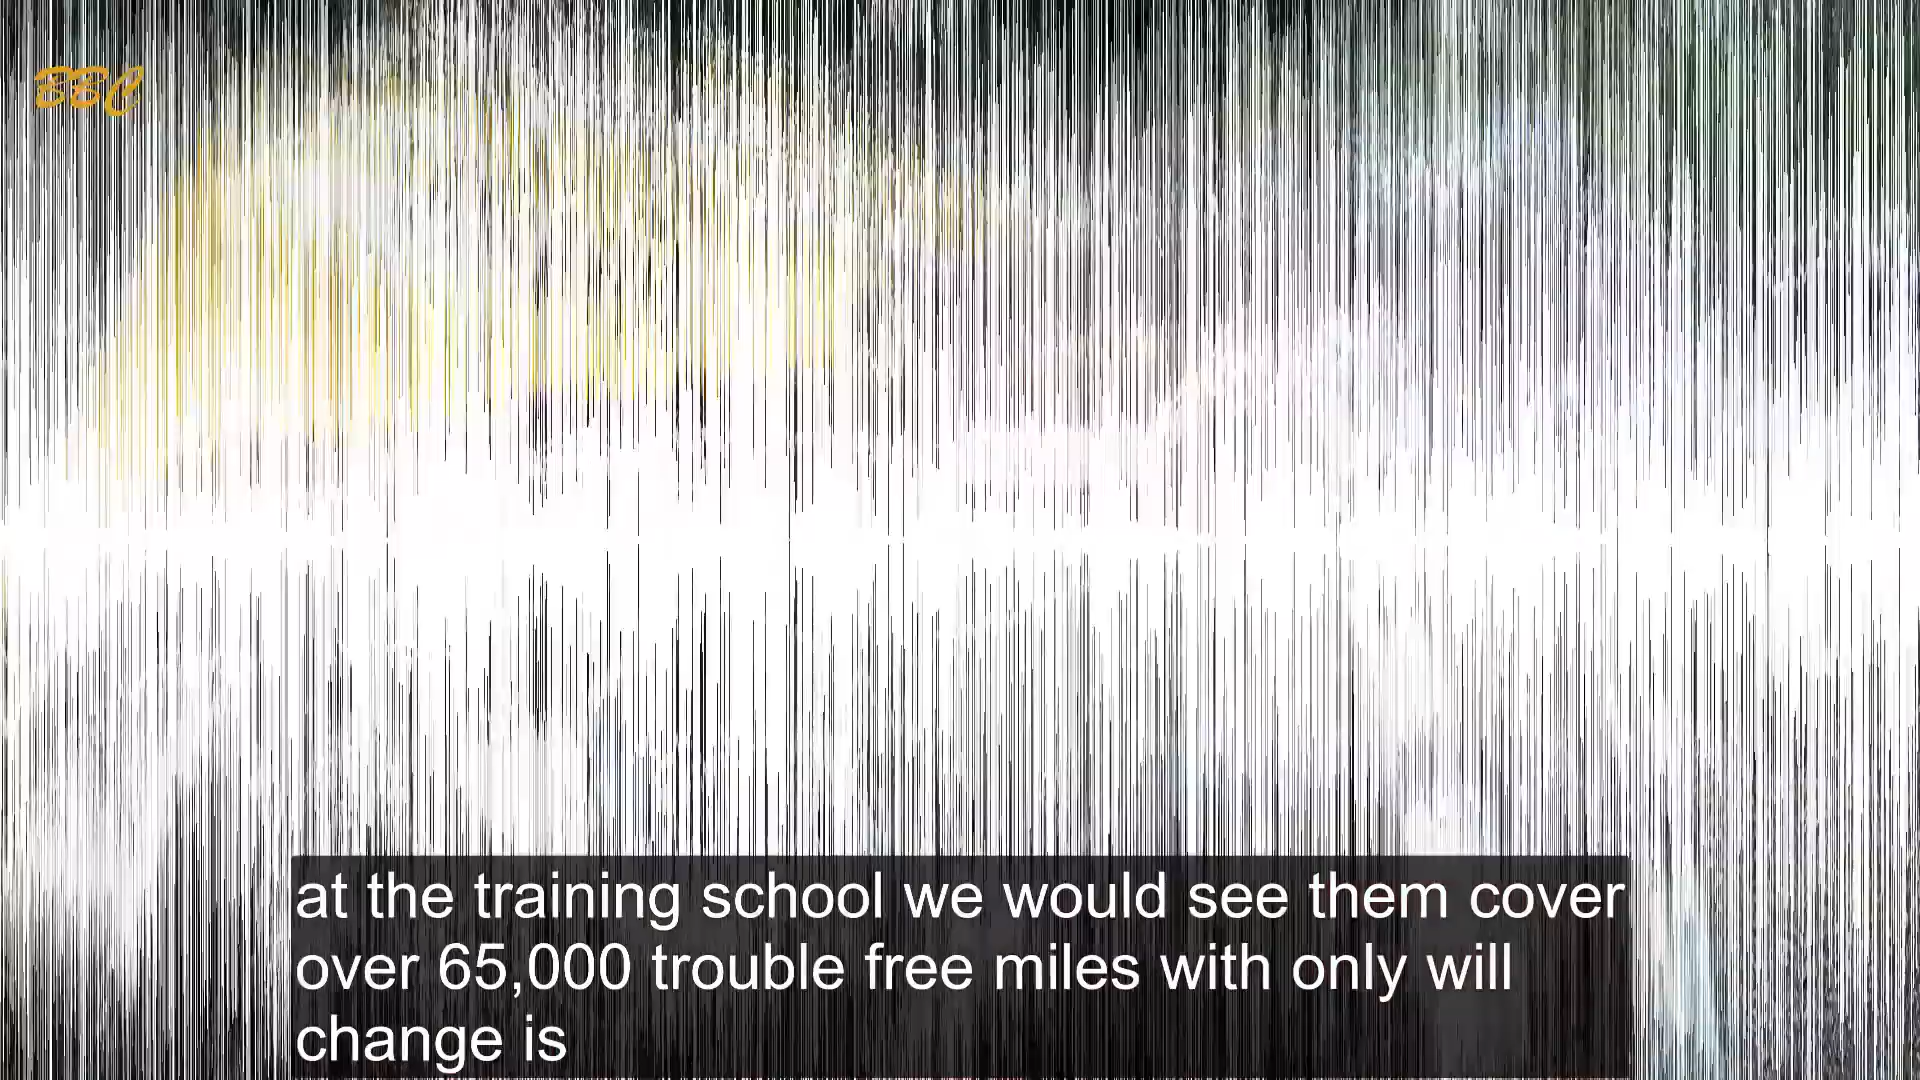 BBC
at the training school we would see them cover
over 65,000 trouble free miles with only will
change is